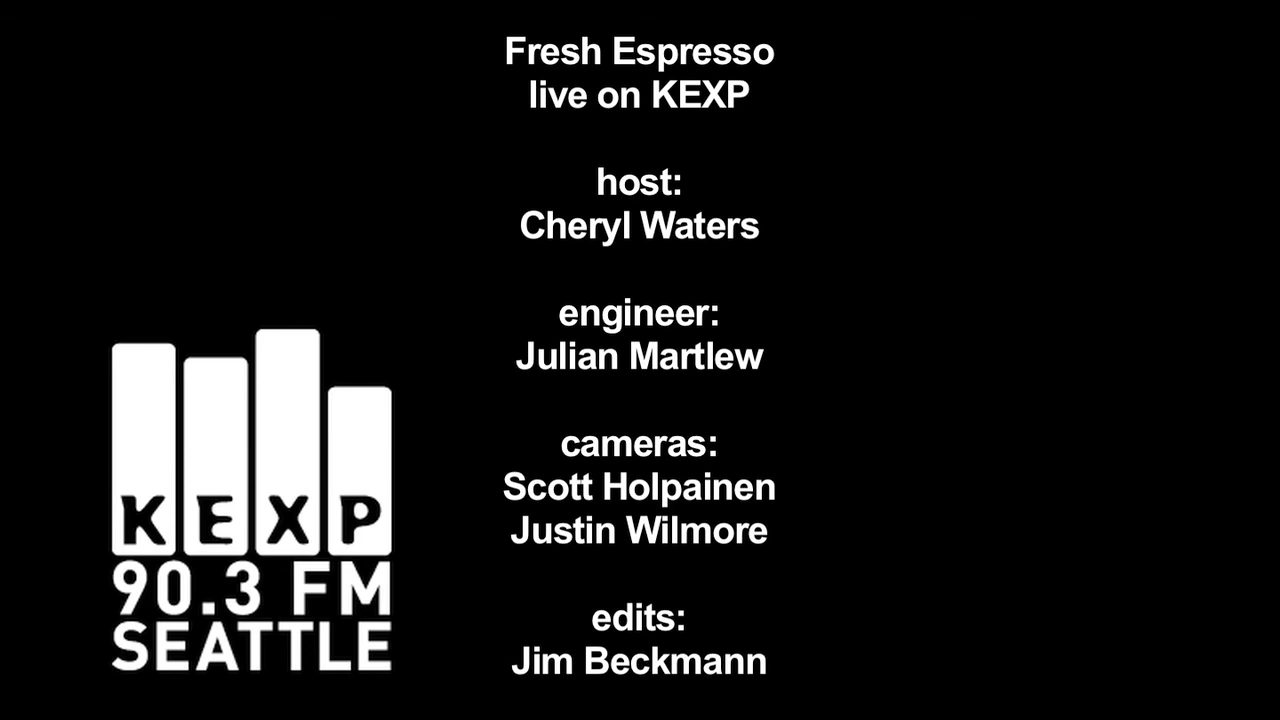 Fresh Espresso
live on KEXP
host:
Cheryl Waters
engineer:
Julian Martlew
cameras:
Scott Holpainen
Justin Wilmore
edits:
Jim Beckmann
KEXP
90.3 FM
SEATTLE